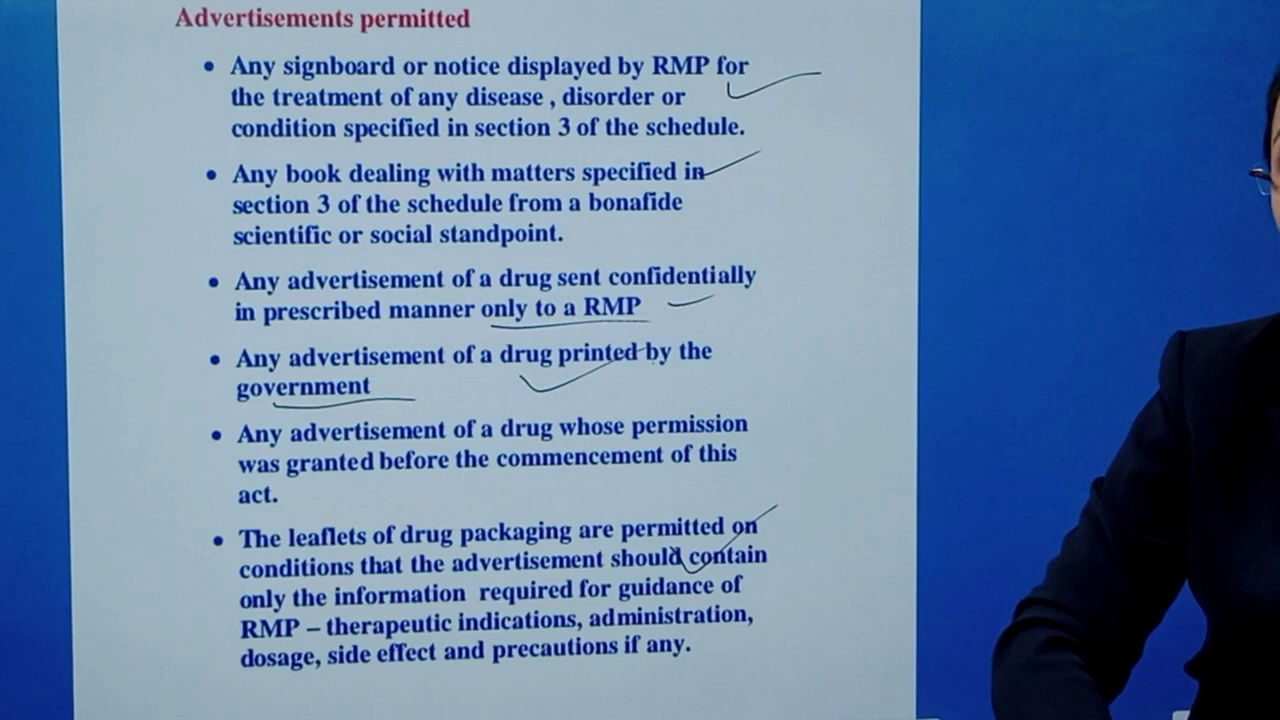 Advertisements permitted
• Any signboard or notice displayed by RMP for
the treatment of any disease , disorder or
condition specified in section 3 of the schedule.
• Any book dealing with matters specified in
section 3 of the schedule from a bonafide
scientific or social standpoint.
• Any advertisement of a drug sent confidentially
in prescribed manner only to a RMP
• Any advertisement of a drug printed by the
government
• Any advertisement of a drug whose permission
was granted before the commencement of this
act.
• The leaflets of drug packaging are permitted on
conditions that the advertisement should contain
only the information required for guidance of
RMP – therapeutic indications, administration,
dosage, side effect and precautions if any.